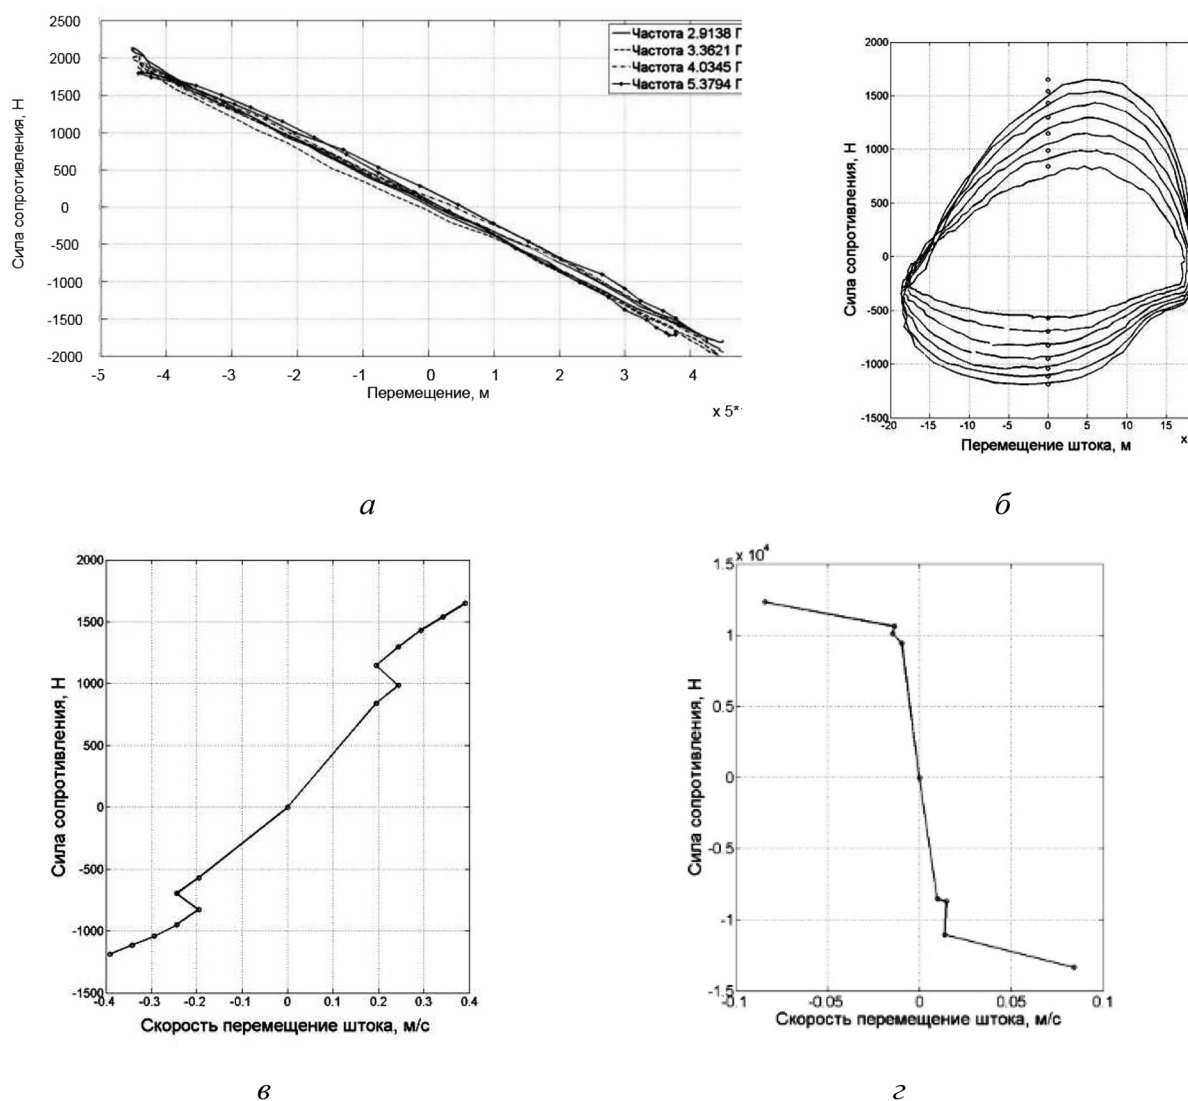 2500
2000
1500
1000
500
0
-500
-1000
-1500
-2000
Сила сопротивления, Н
-5 -4 -3 -2 -1 0 1 2 3 4
Перемещение, м
x 5*
Частота 2.9138 Г
Частота 3.3621 Г
Частота 4.0345 Г
Частота 5.3794 Г
а
2000
1500
1000
500
0
-500
-1000
-1500
Сила сопротивления, Н
-20 -15 -10 -5 0 5 10 15
Перемещение штока, м
x
б
2000
1500
1000
500
0
-500
-1000
-1500
Сила сопротивления, Н
-0.4 -0.3 -0.2 -0.1 0 0.1 0.2 0.3 0.4
Скорость перемещение штока, м/с
в
x 10⁴
1.5
1
0.5
0
-0.5
-1
-1.5
Сила сопротивления, Н
-0.1 -0.05 0 0.05 0.1
Скорость перемещение штока, м/с
г